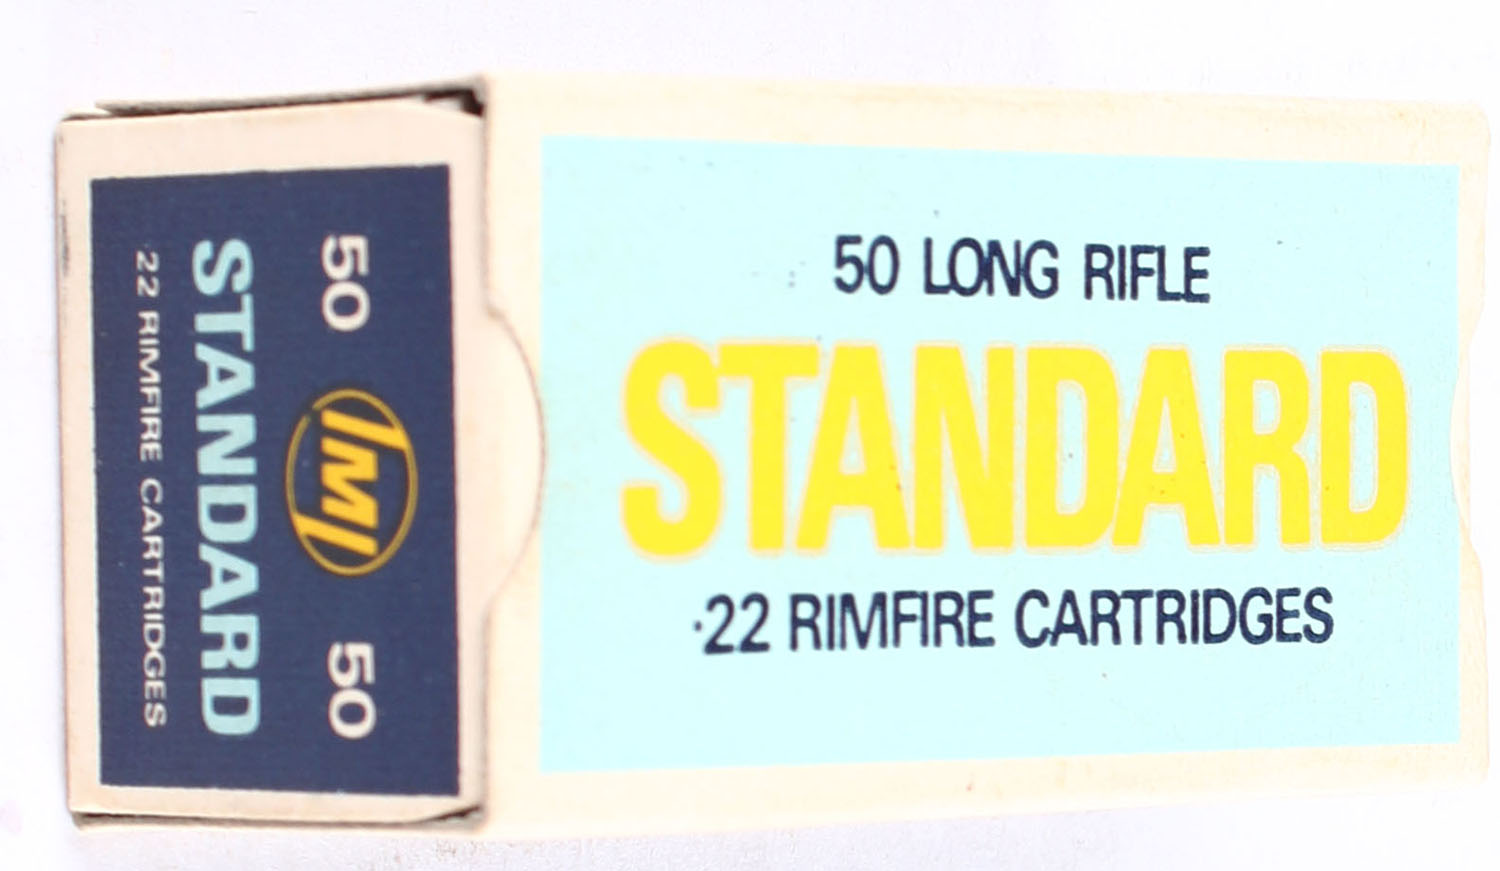 50 LONG RIFLE
STANDARD
.22 RIMFIRE CARTRIDGES
50 IMI 50
STANDARD
.22 RIMFIRE CARTRIDGES